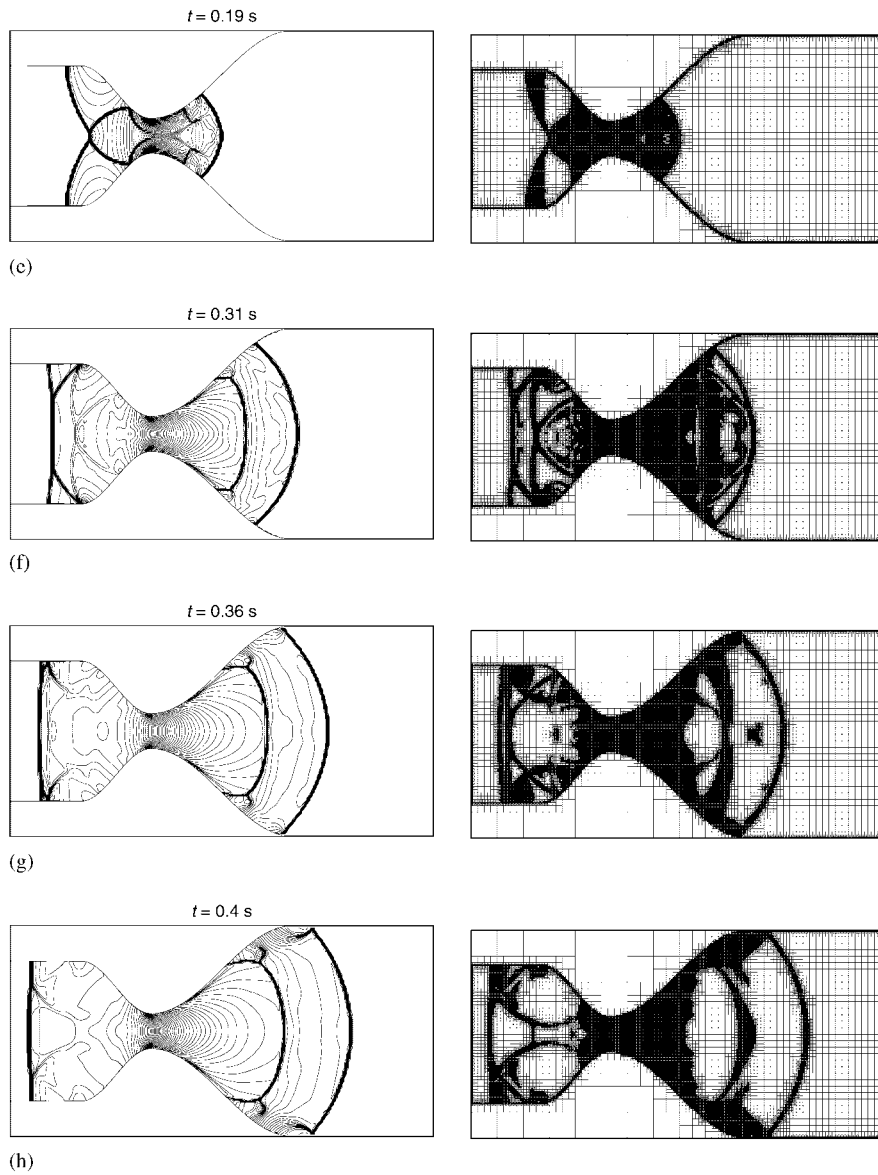 t = 0.19 s
(e)
t = 0.31 s
(f)
t = 0.36 s
(g)
t = 0.4 s
(h)